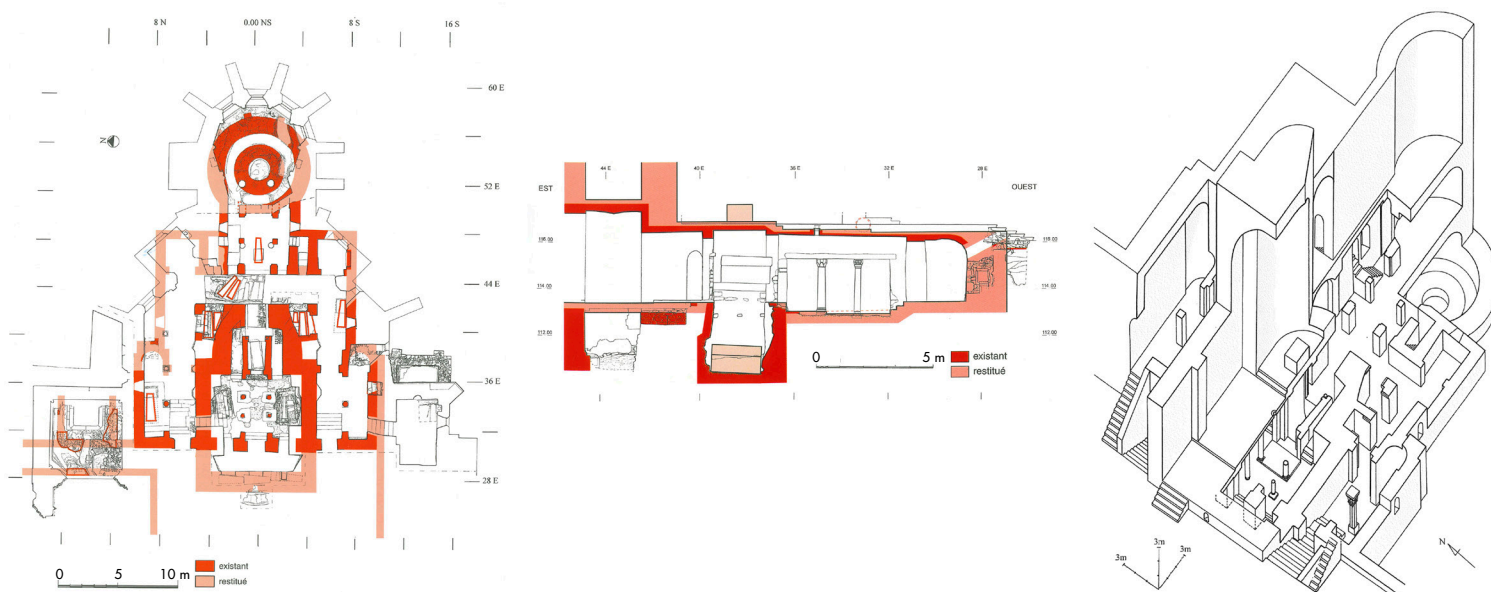 8 N
0.00 NS
8 S
16 S
60 E
N
52 E
44 E
36 E
28 E
0
5
10 m
existant
restitué
44 E
40 E
36 E
32 E
28 E
EST
OUEST
116.00
114.00
112.00
0
5 m
existant
restitué
116.00
114.00
112.00
3m
3m
3m
N